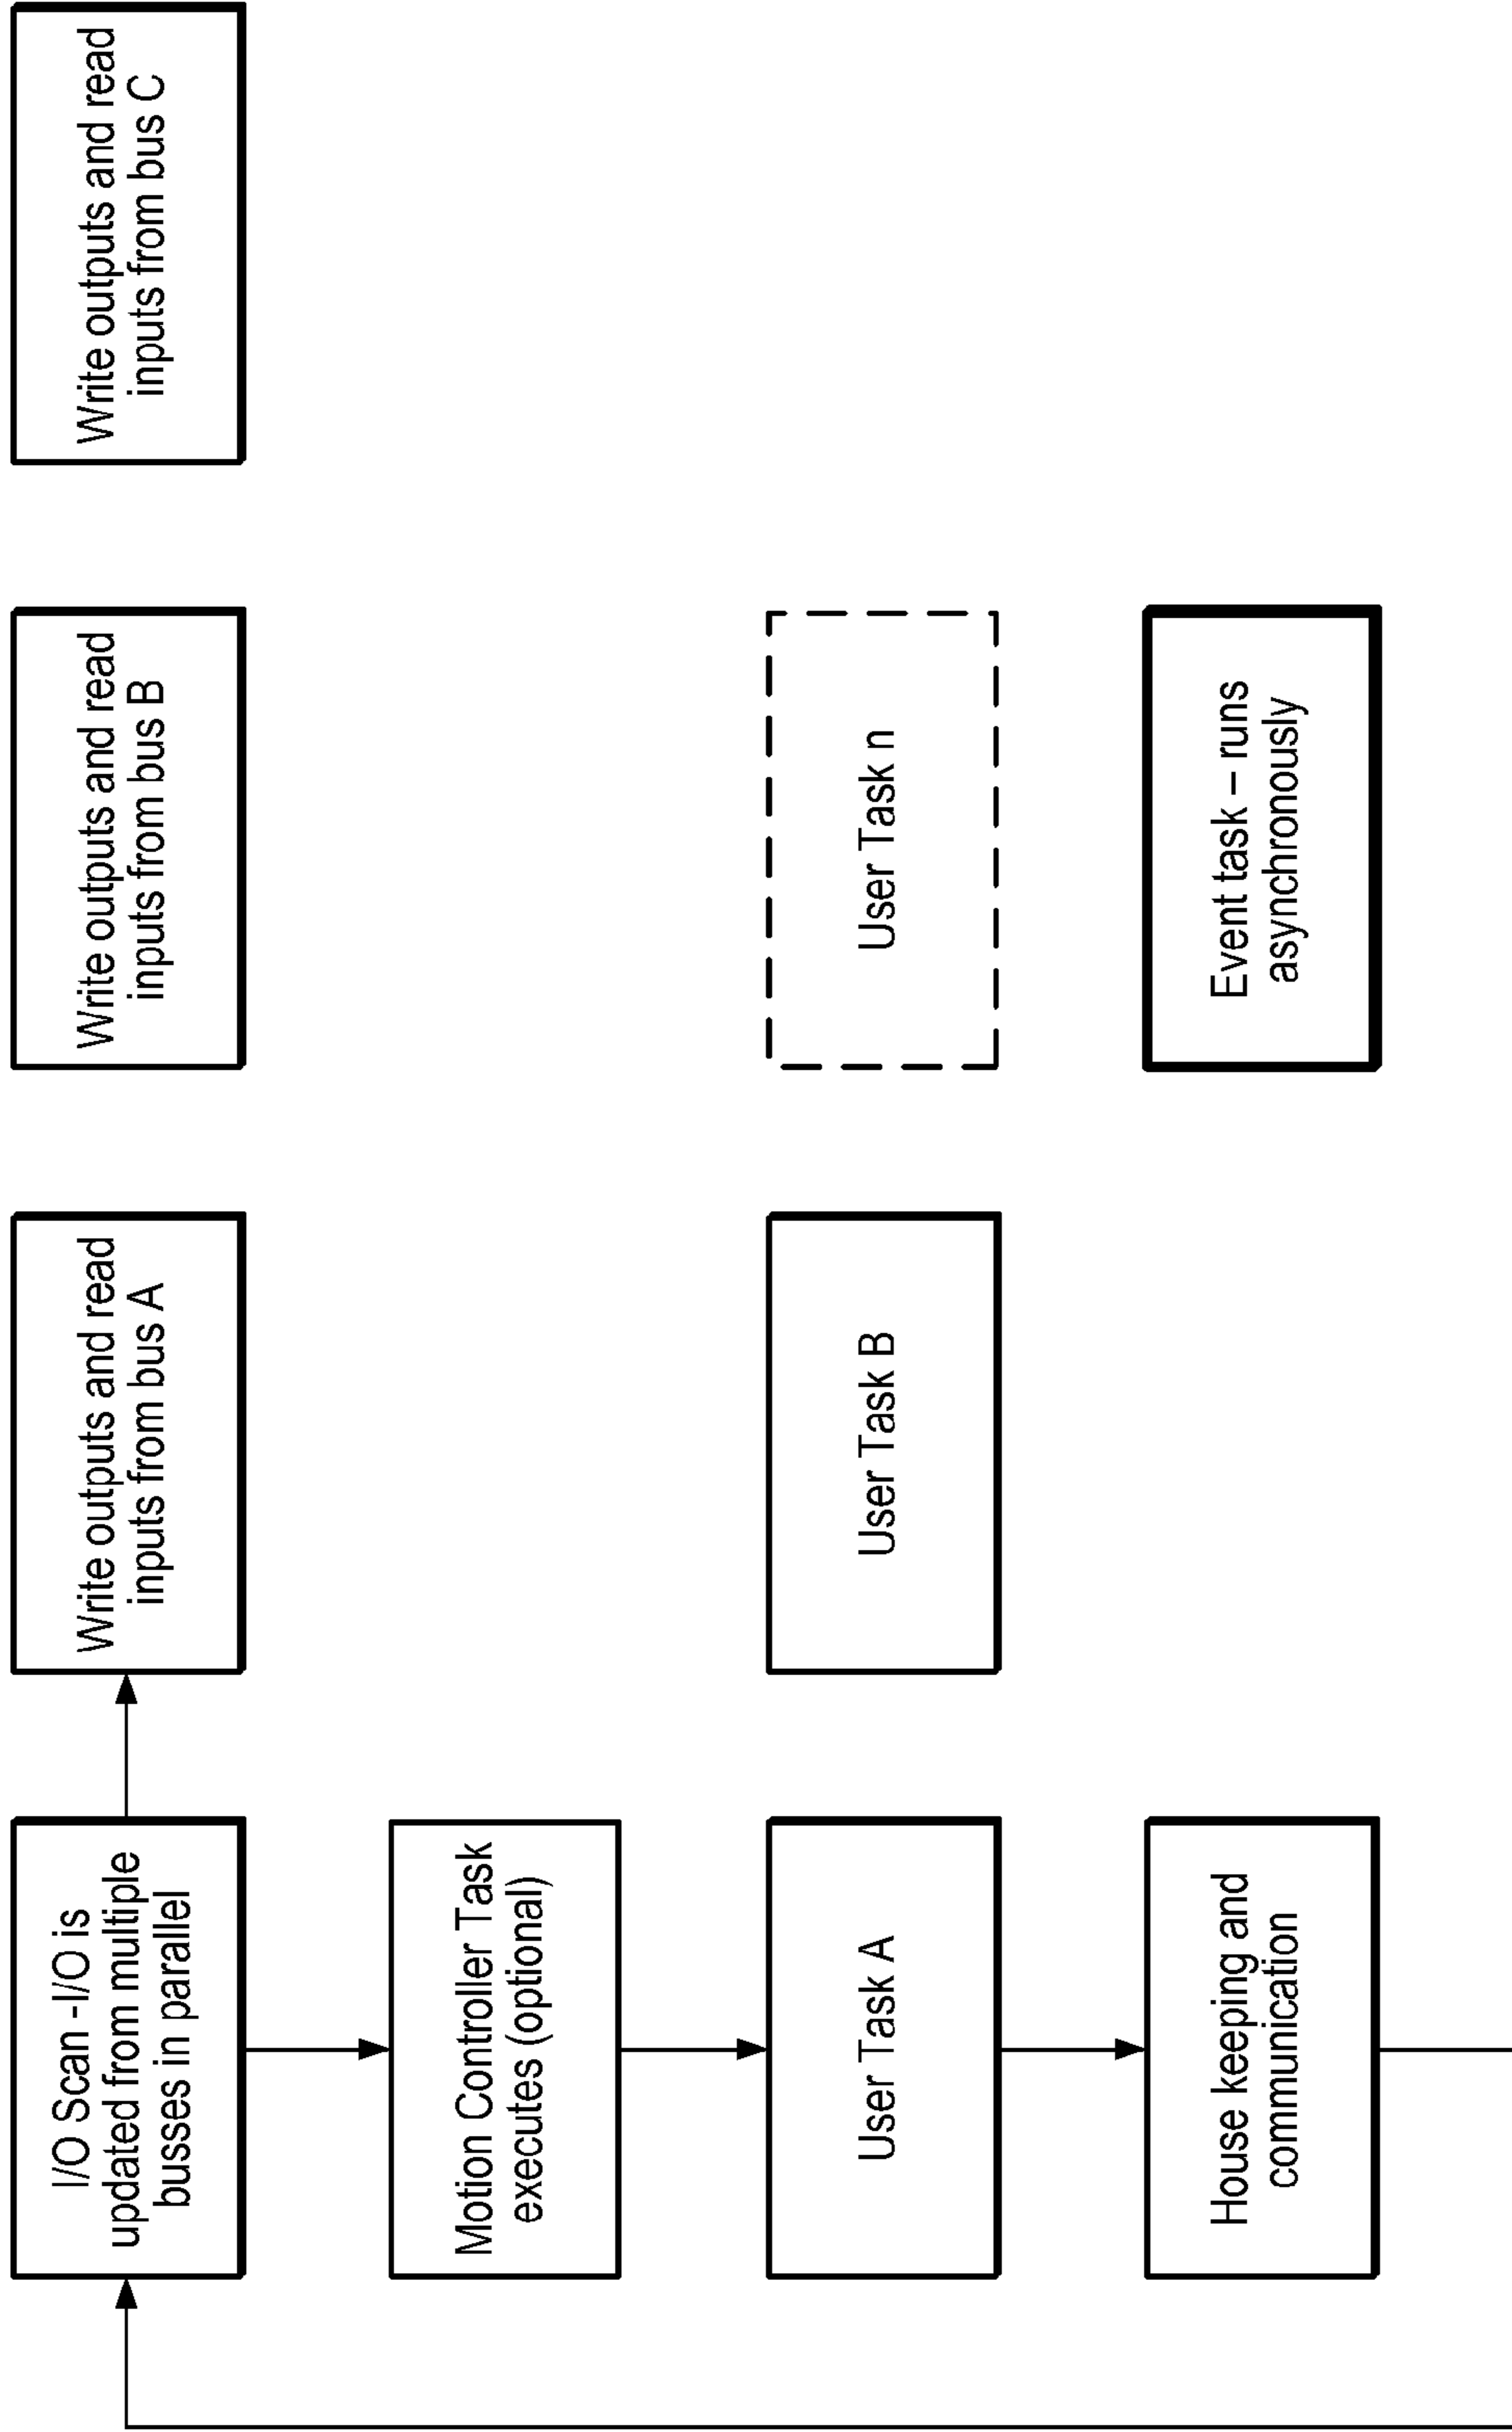 I/O Scan -I/O is
updated from multiple
busses in parallel
Write outputs and read
inputs from bus A
Write outputs and read
inputs from bus B
Write outputs and read
inputs from bus C
Motion Controller Task
executes (optional)
User Task A
User Task B
User Task n
House keeping and
communication
Event task – runs
asynchronously